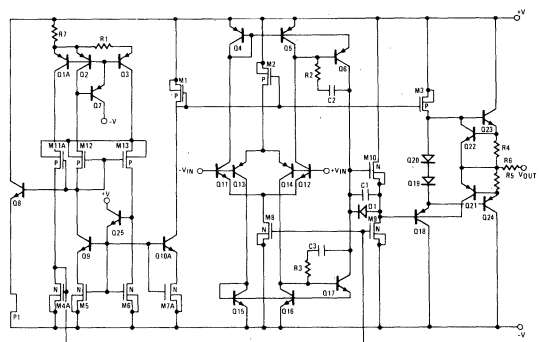 +V
R7
R1
Q4
Q5
Q1A
Q2
Q3
M2
P
R2
Q6
M1
P
M3
P
Q7
-V
C2
Q23
Q22
M11A
P
M12
P
M13
P
Q20
R4
-VIN
+VIN
M10
N
R6
VOUT
Q11
Q13
Q14
Q12
Q19
R5
Q8
+V
C1
D1
Q21
Q25
M8
N
M9
N
Q18
Q24
Q9
Q10A
C3
R3
Q17
N
M4A
N
M5
N
M6
N
M7A
Q15
Q16
P1
-V